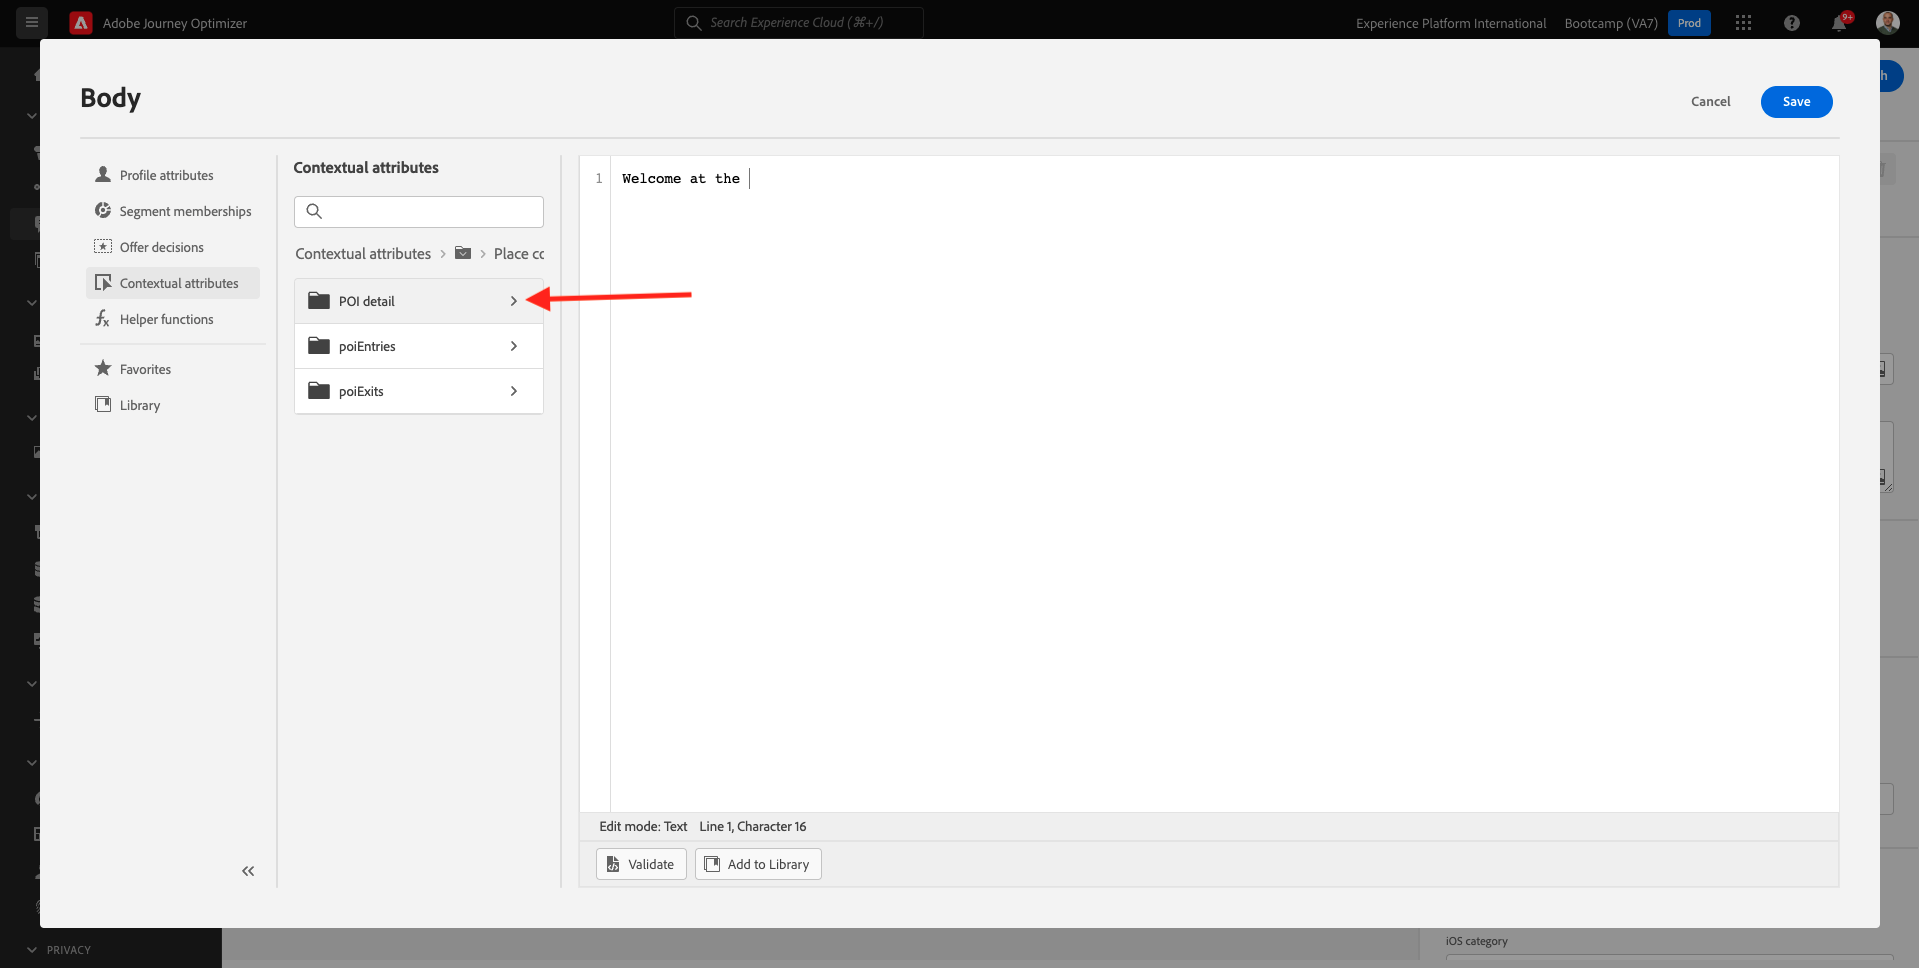 Adobe Journey Optimizer
Search Experience Cloud (⌘+/)
Experience Platform International
Bootcamp (VA7)
Prod
9+
Body
Cancel
Save
Profile attributes
Segment memberships
Offer decisions
Contextual attributes
Helper functions
Favorites
Library
Contextual attributes
Contextual attributes > > Place co
POI detail
poiEntries
poiExits
1 Welcome at the
Edit mode: Text Line 1, Character 16
Validate
Add to Library
PRIVACY
iOS category